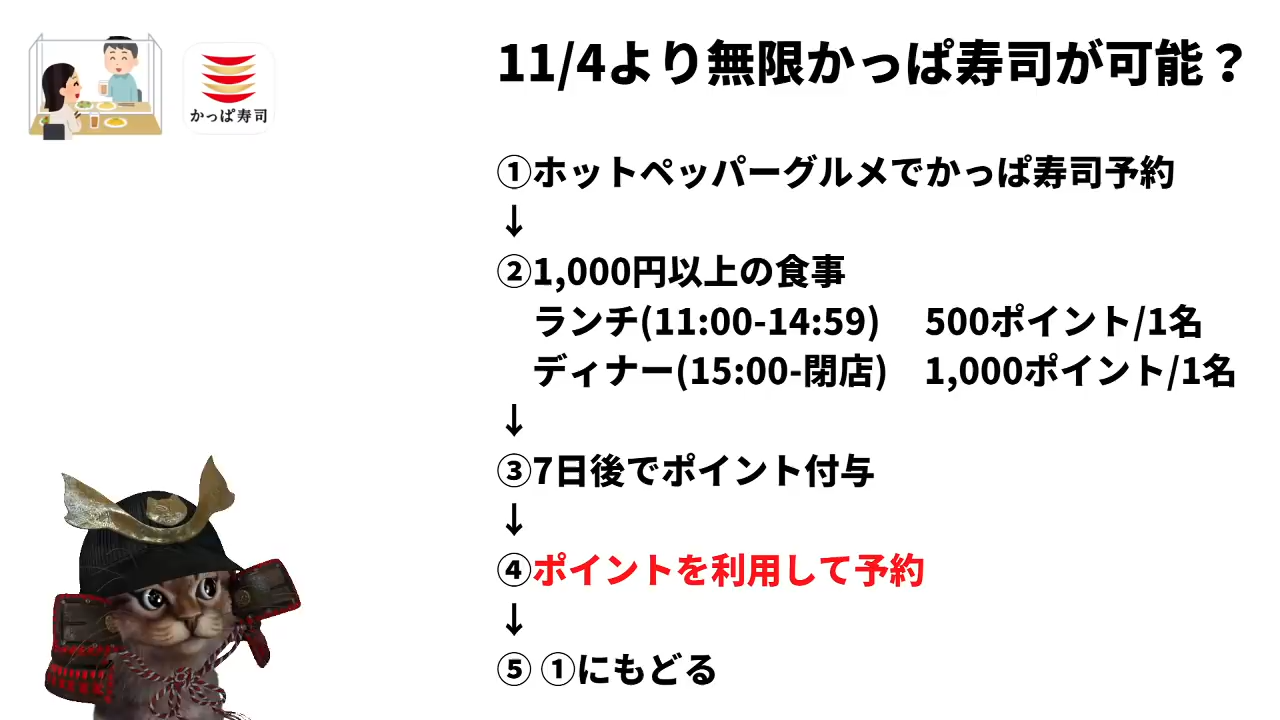 かっぱ寿司
11/4より無限かっぱ寿司が可能？
①ホットペッパーグルメでかっぱ寿司予約
↓
②1,000円以上の食事
ランチ(11:00-14:59)　500ポイント/1名
ディナー(15:00-閉店)　1,000ポイント/1名
↓
③7日後でポイント付与
↓
④ポイントを利用して予約
↓
⑤ ①にもどる